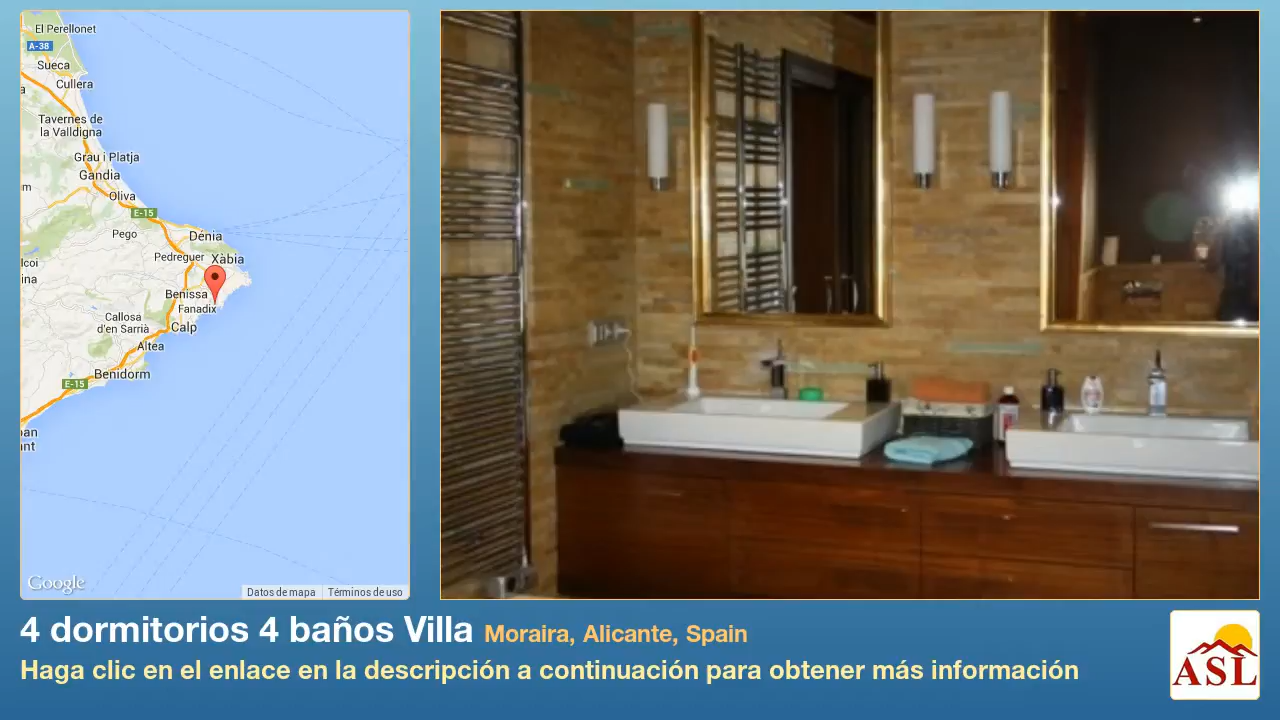 El Perellonet
A-38
Sueca
Cullera
a
Tavernes de
la Valldigna
Grau i Platja
Gandia
m
Oliva
E-15
Pego
Dénia
Pedreguer
Xàbia
lcoi
ina
Benissa
Fanadix
Callosa
d'en Sarrià
Calp
Altea
Benidorm
E-15
an
nt
Google
Datos de mapa
Términos de uso
4 dormitorios 4 baños Villa Moraira, Alicante, Spain
Haga clic en el enlace en la descripción a continuación para obtener más información
ASL